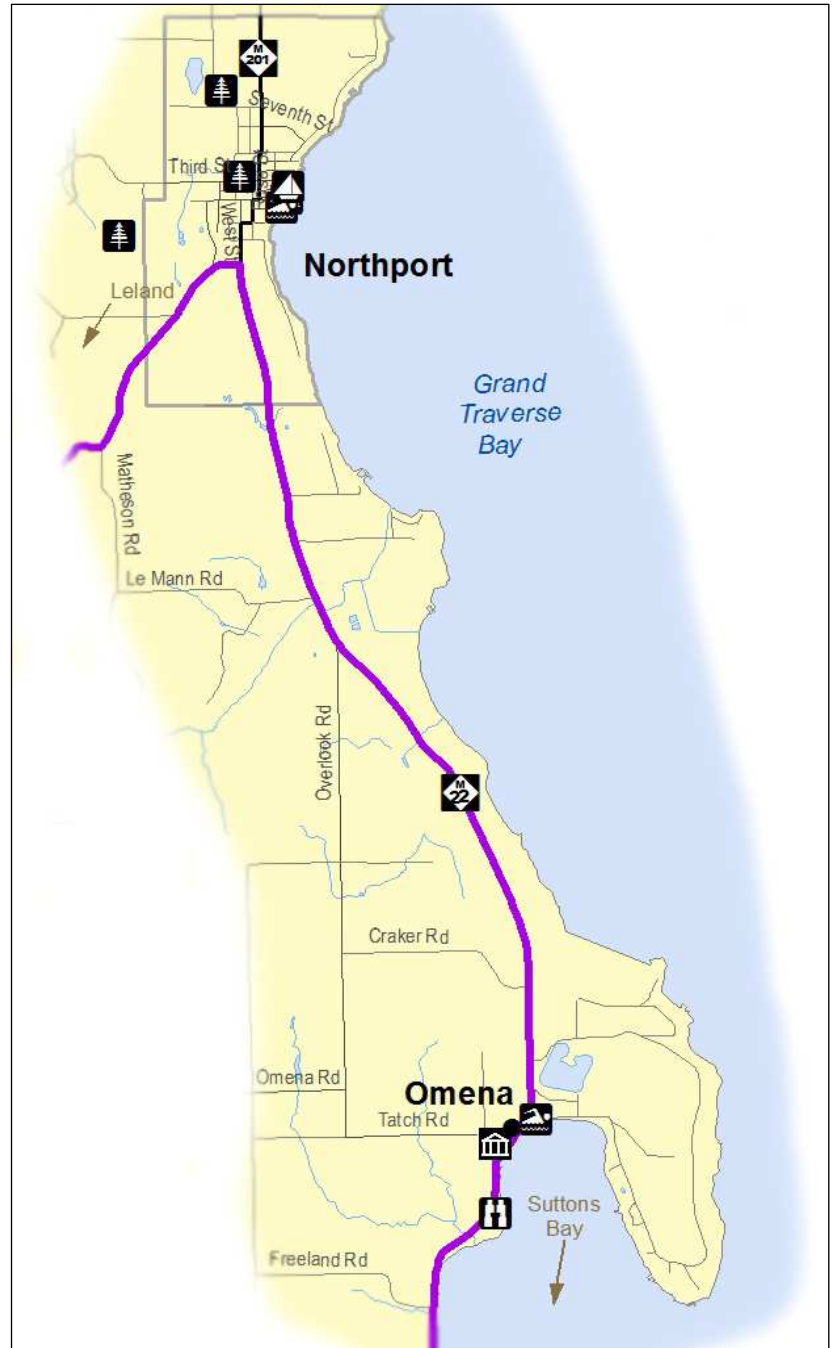 M
201
Seventh St
Third St
West St
Northport
Leland
Grand
Traverse
Bay
Matheson Rd
Le Mann Rd
Overlook Rd
M
22
Craker Rd
Omena Rd
Omena
Tatch Rd
Suttons
Bay
Freeland Rd